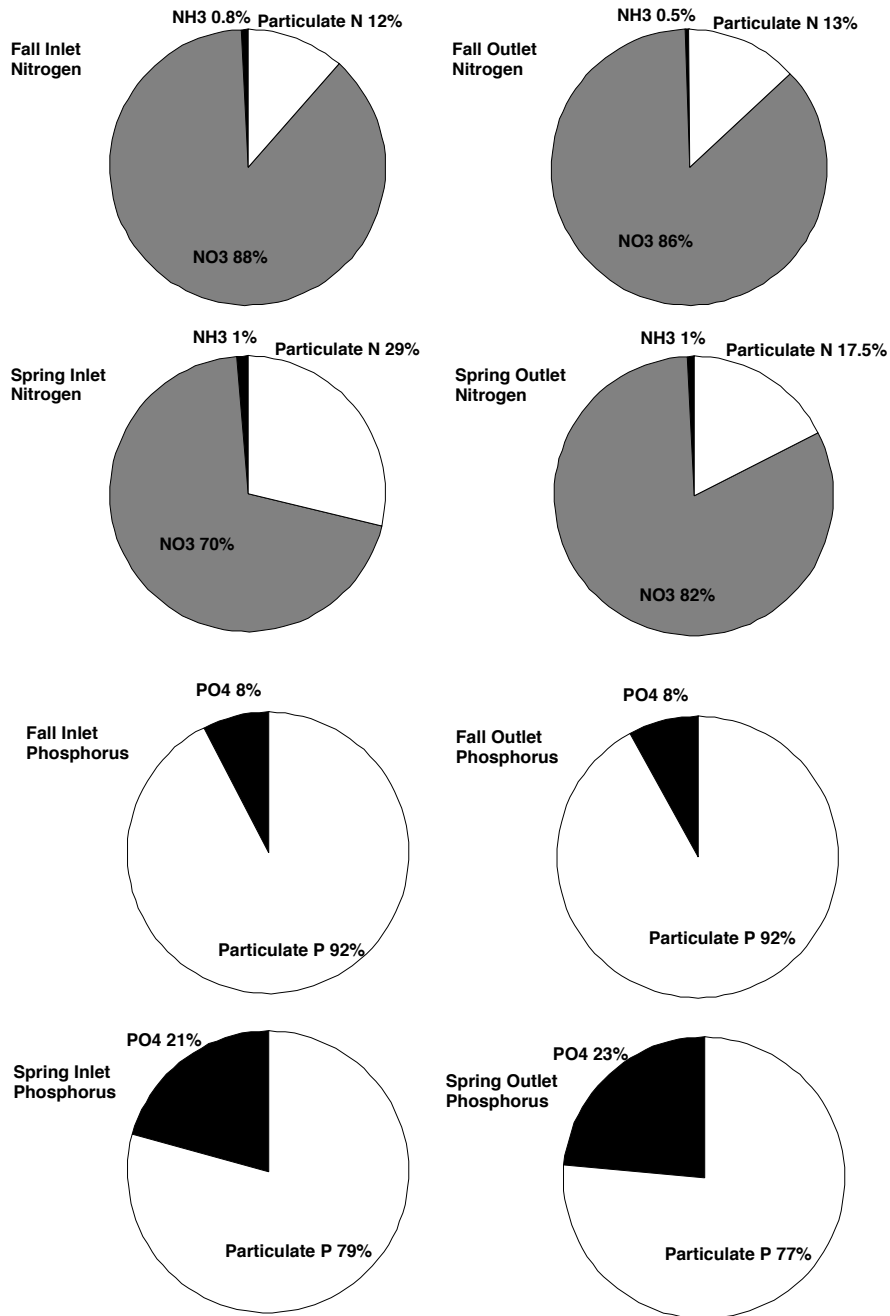 NH3 0.8%
Particulate N 12%
Fall Inlet
Nitrogen
NO3 88%
NH3 0.5%
Particulate N 13%
Fall Outlet
Nitrogen
NO3 86%
NH3 1%
Particulate N 29%
Spring Inlet
Nitrogen
NO3 70%
NH3 1%
Particulate N 17.5%
Spring Outlet
Nitrogen
NO3 82%
PO4 8%
Fall Inlet
Phosphorus
Particulate P 92%
PO4 8%
Fall Outlet
Phosphorus
Particulate P 92%
PO4 21%
Spring Inlet
Phosphorus
Particulate P 79%
PO4 23%
Spring Outlet
Phosphorus
Particulate P 77%